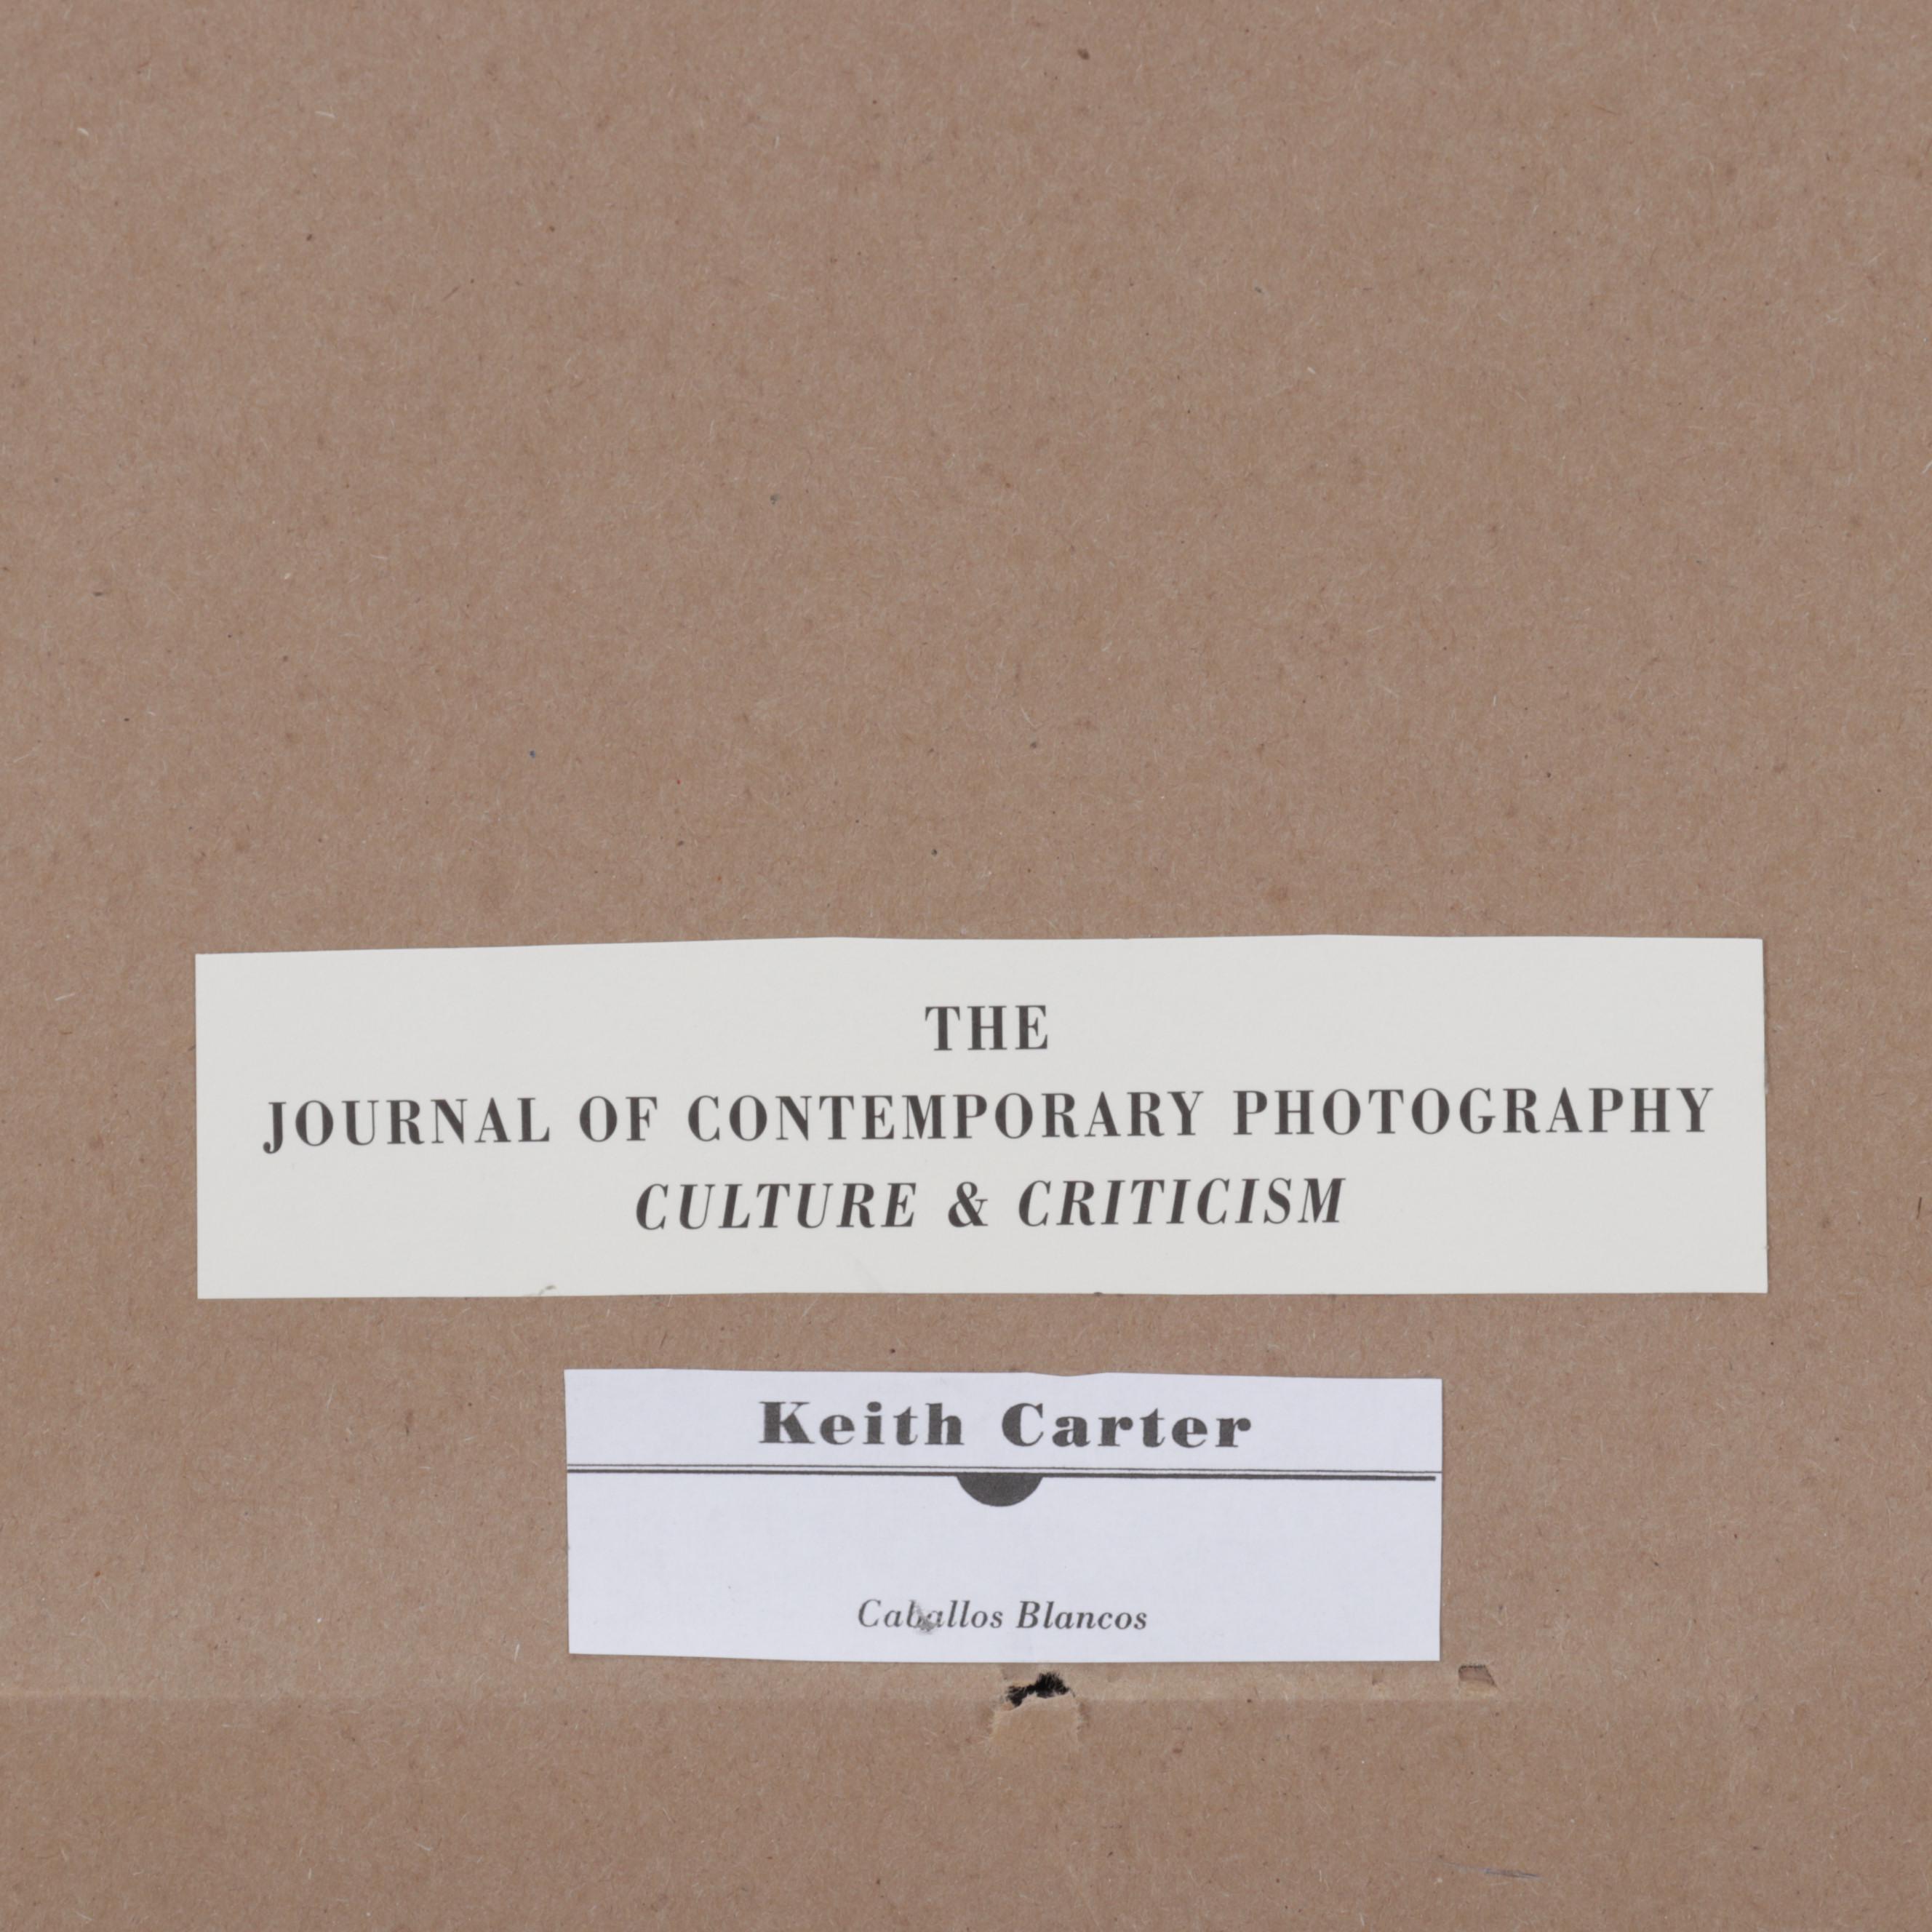 THE
JOURNAL OF CONTEMPORARY PHOTOGRAPHY
CULTURE & CRITICISM
Keith Carter
Caballos Blancos